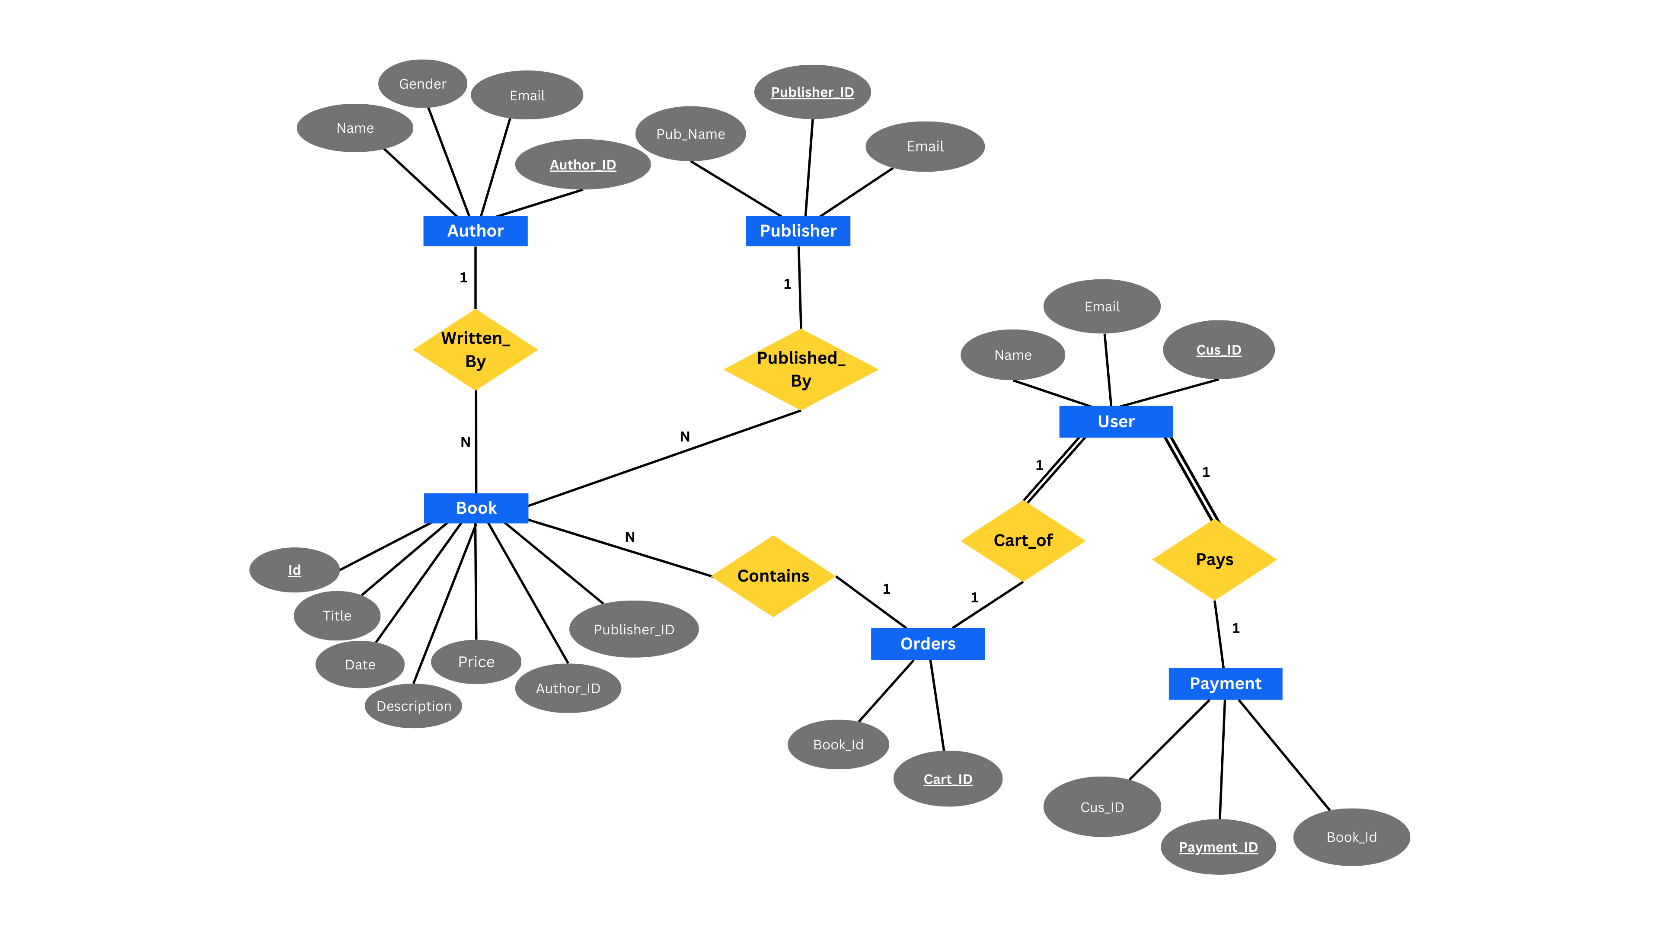 Gender
Email
Name
Author_ID
Publisher_ID
Pub_Name
Email
Author
Publisher
1
1
Written_
By
Published_
By
Email
Name
Cus_ID
User
N
N
1
1
Book
N
Contains
Cart_of
Pays
Id
Title
Date
Description
Price
Author_ID
Publisher_ID
1
1
1
Orders
Payment
Book_Id
Cart_ID
Cus_ID
Payment_ID
Book_Id